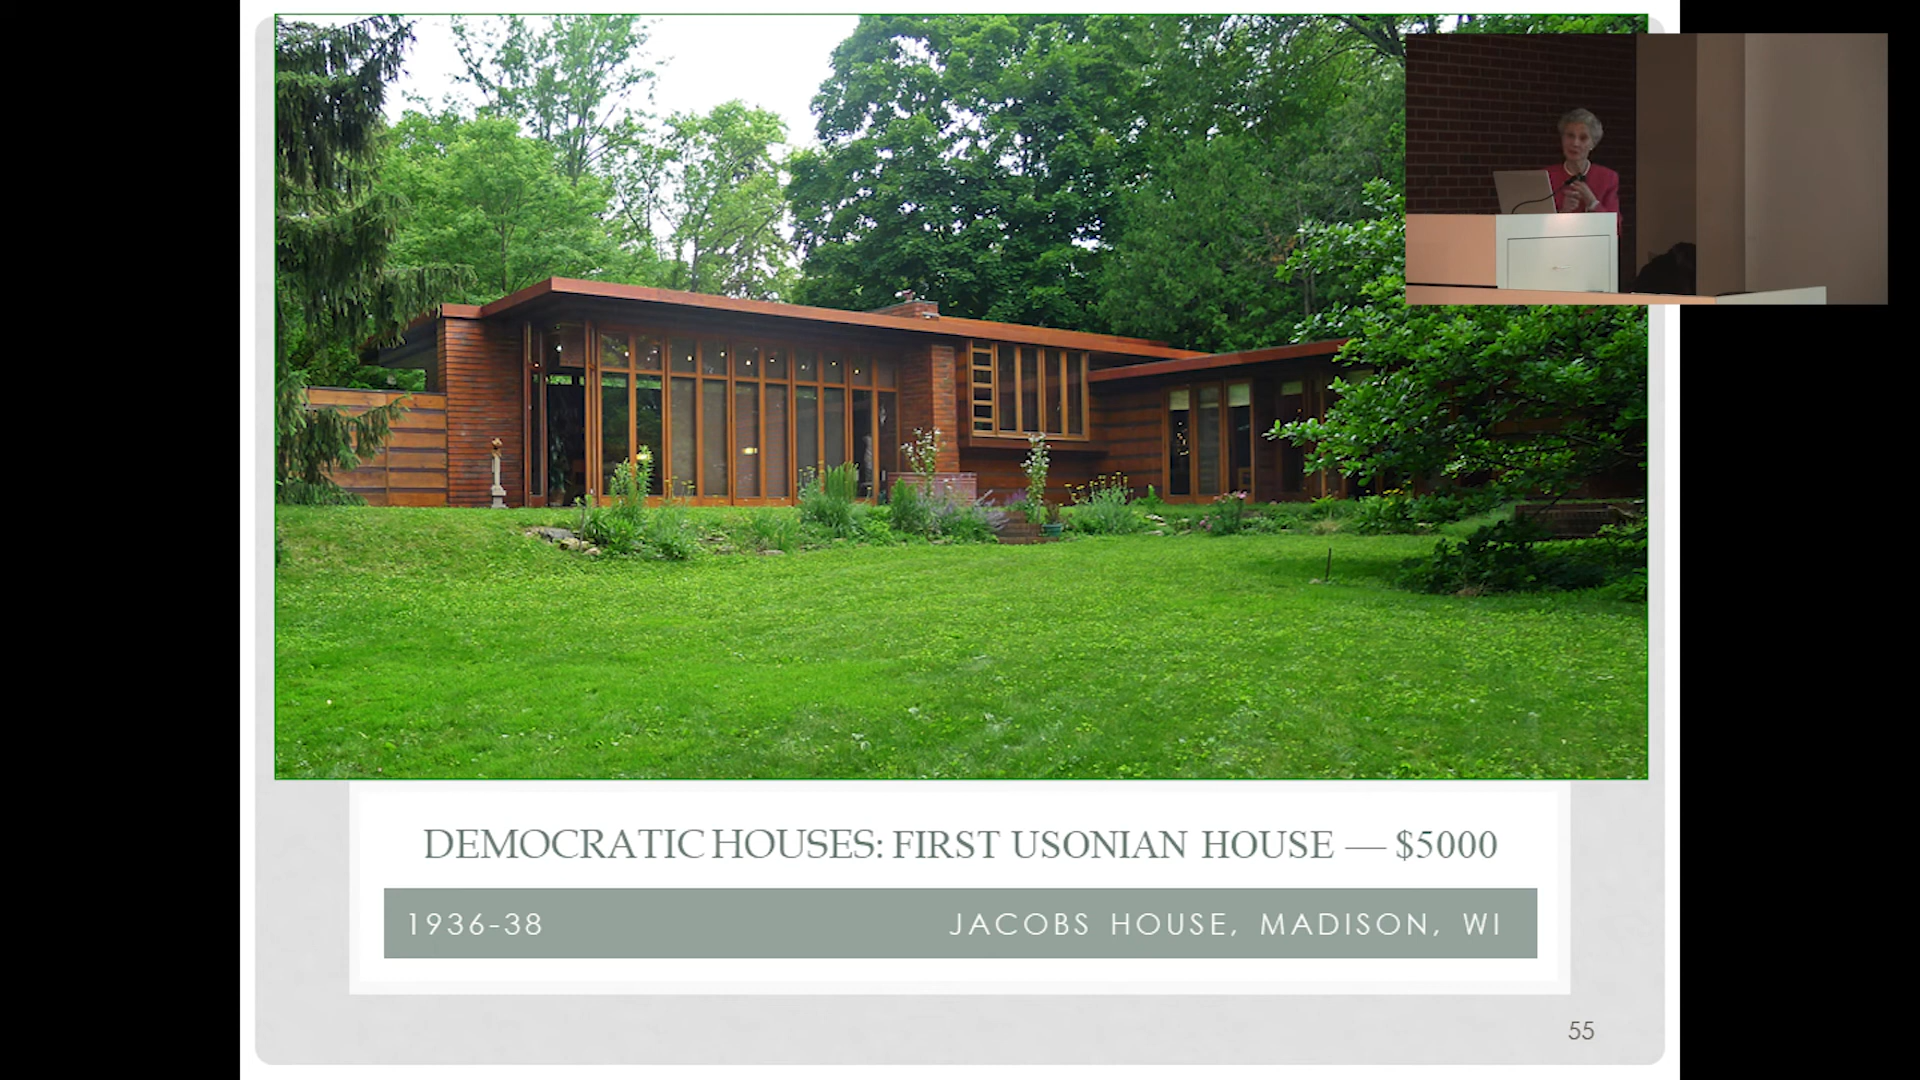 DEMOCRATIC HOUSES: FIRST USONIAN HOUSE — $5000
1936-38 JACOBS HOUSE, MADISON, WI
55